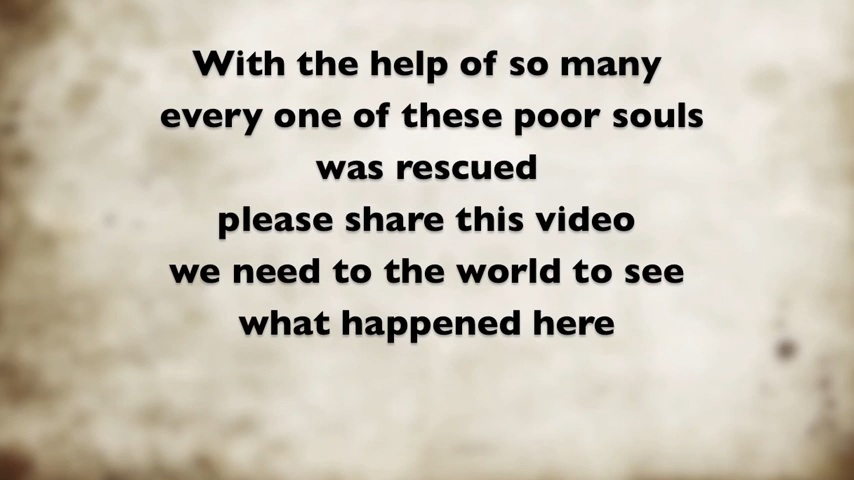 With the help of so many
every one of these poor souls
was rescued
please share this video
we need to the world to see
what happened here